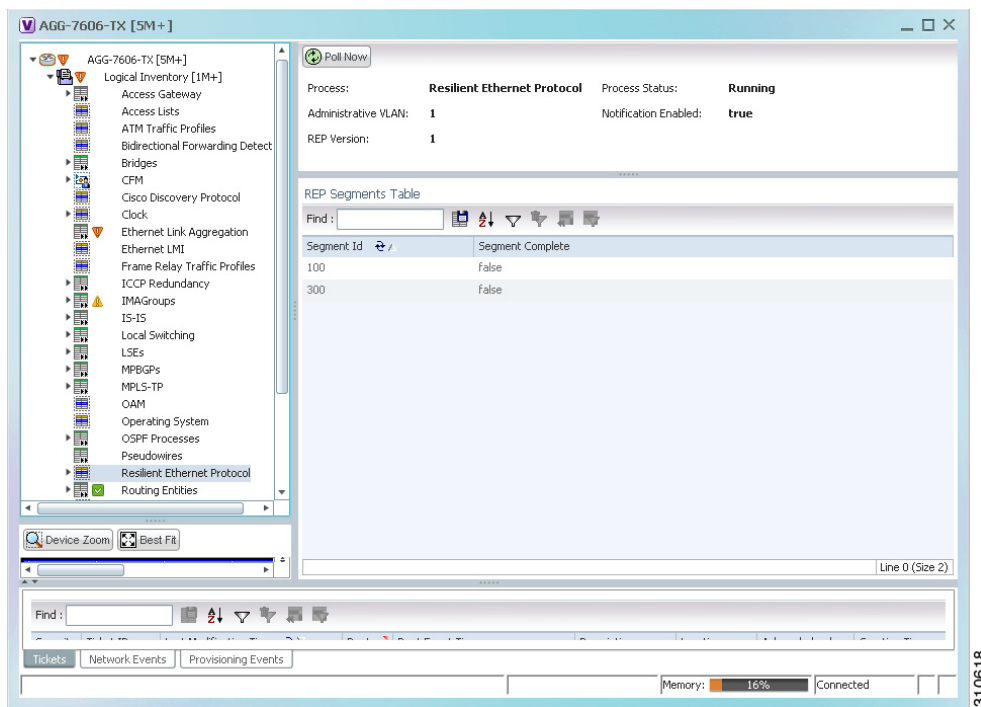 AGG-7606-TX [5M+]
AGG-7606-TX [5M+]
Logical Inventory [1M+]
Access Gateway
Access Lists
ATM Traffic Profiles
Bidirectional Forwarding Detect
Bridges
CFM
Cisco Discovery Protocol
Clock
Ethernet Link Aggregation
Ethernet LMI
Frame Relay Traffic Profiles
ICCP Redundancy
IMAGroups
IS-IS
Local Switching
LSEs
MPBGPs
MPLS-TP
OAM
Operating System
OSPF Processes
Pseudowires
Resilient Ethernet Protocol
Routing Entities
Device Zoom Best Fit
Poll Now
Process: Resilient Ethernet Protocol Process Status: Running
Administrative VLAN: 1 Notification Enabled: true
REP Version: 1
REP Segments Table
Find :
Segment Id Segment Complete
100 false
300 false
Line 0 (Size 2)
Find :
Tickets Network Events Provisioning Events
Memory: 16% Connected
310618